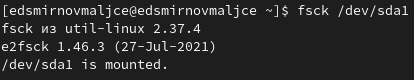 [edsmirnovmaljce@edsmirnovmaljce ~]$ fsck /dev/sda1
fsck из util-linux 2.37.4
e2fsck 1.46.3 (27-Jul-2021)
/dev/sda1 is mounted.